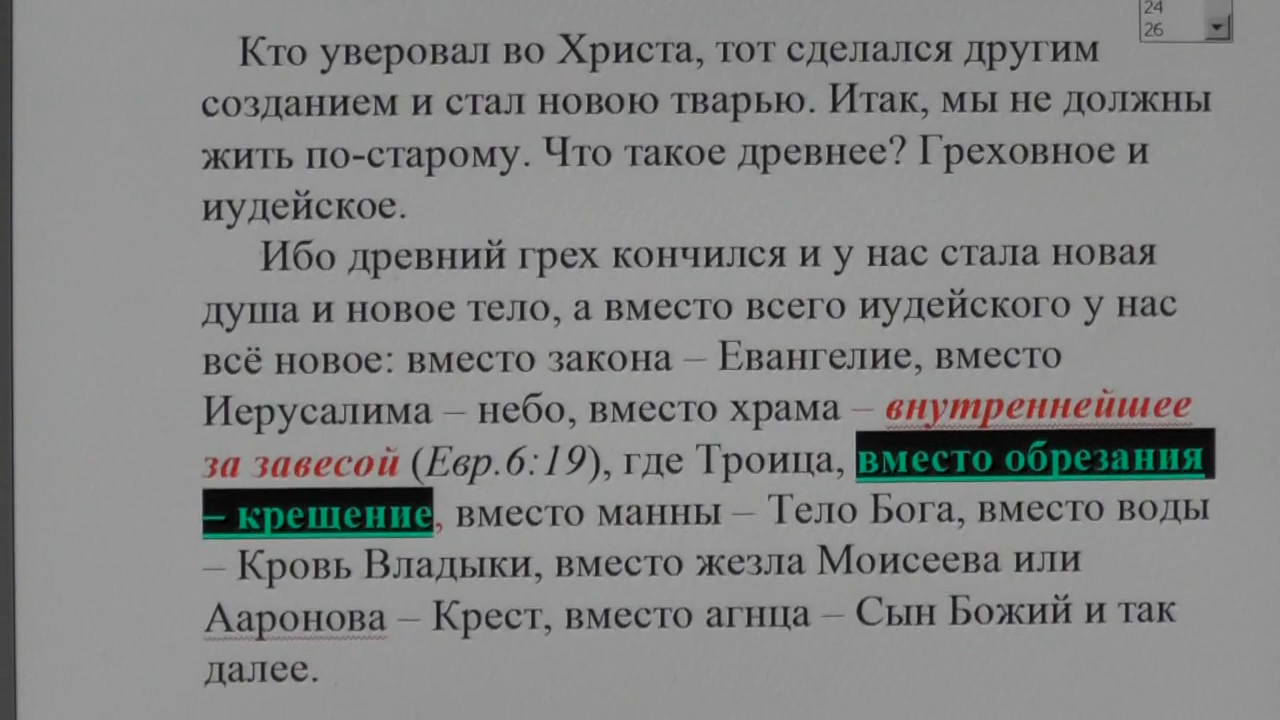 24
26
Кто уверовал во Христа, тот сделался другим
созданием и стал новою тварью. Итак, мы не должны
жить по-старому. Что такое древнее? Греховное и
иудейское.
Ибо древний грех кончился и у нас стала новая
душа и новое тело, а вместо всего иудейского у нас
всё новое: вместо закона – Евангелие, вместо
Иерусалима – небо, вместо храма – внутреннейшее
за завесой (Евр.6:19), где Троица, вместо обрезания
– крещение, вместо манны – Тело Бога, вместо воды
– Кровь Владыки, вместо жезла Моисеева или
Ааронова – Крест, вместо агнца – Сын Божий и так
далее.